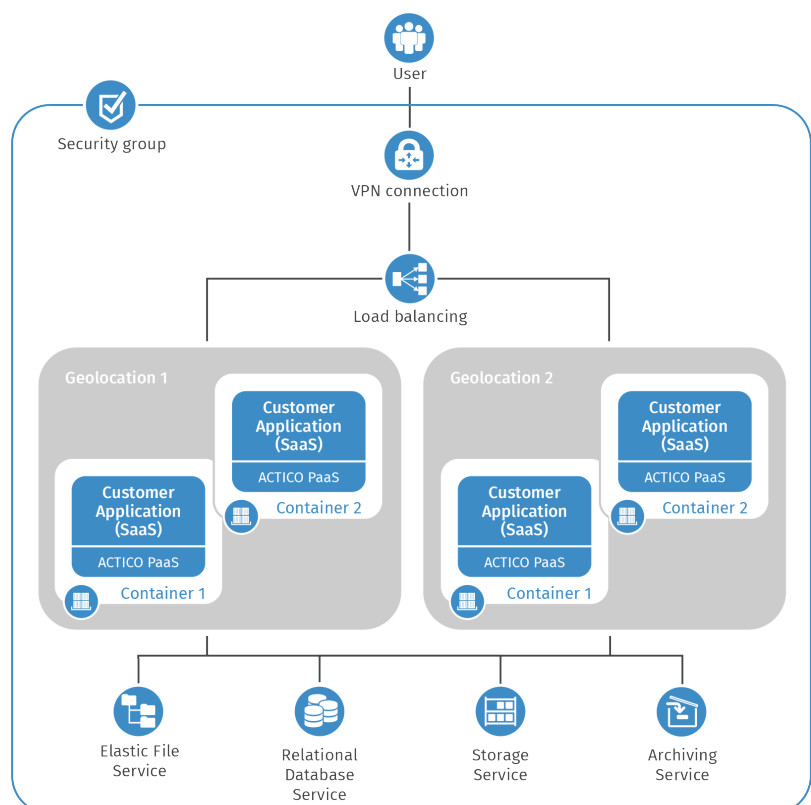 User
Security group
VPN connection
Load balancing
Geolocation 1
Customer
Application
(SaaS)
ACTICO PaaS
Container 2
Customer
Application
(SaaS)
ACTICO PaaS
Container 1
Geolocation 2
Customer
Application
(SaaS)
ACTICO PaaS
Container 2
Customer
Application
(SaaS)
ACTICO PaaS
Container 1
Elastic File
Service
Relational
Database
Service
Storage
Service
Archiving
Service